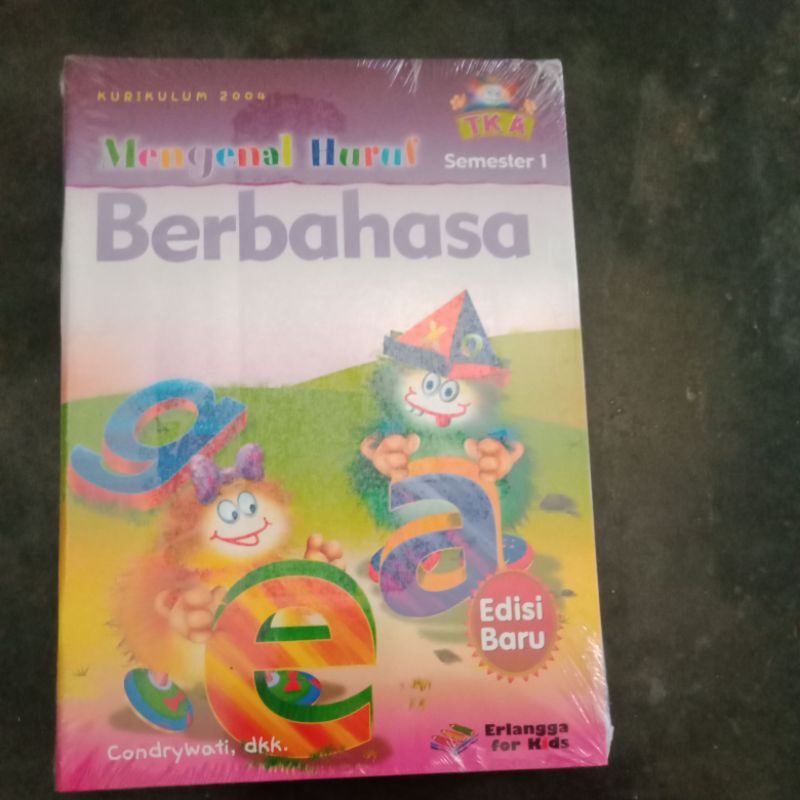 KURIKULUM 2004
TK A
Mengenal Huruf
Semester 1
Berbahasa
g
a
e
X O
Edisi
Baru
Condrywati, dkk.
Erlangga
for Kids